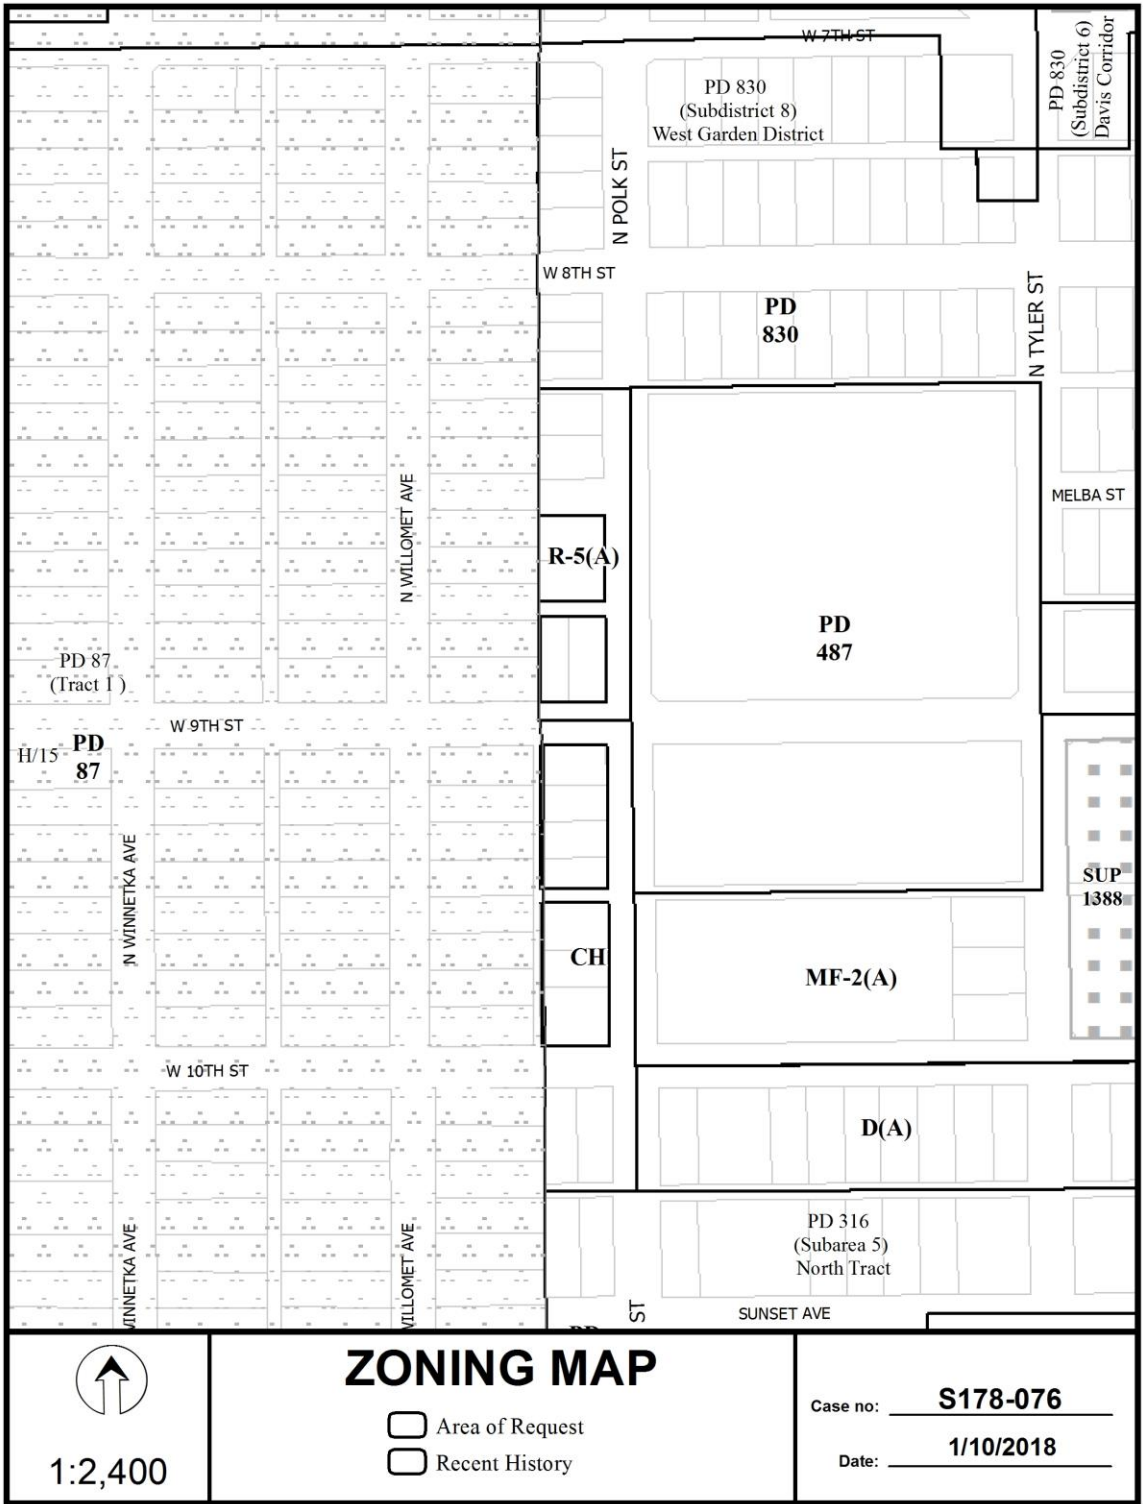 W 7TH ST
PD 830
(Subdistrict 6)
Davis Corridor
PD 830
(Subdistrict 8)
West Garden District
N POLK ST
W 8TH ST
PD
830
N TYLER ST
MELBA ST
N WILLOMET AVE
R-5(A)
PD
487
PD 87
(Tract 1 )
W 9TH ST
H/15
PD
87
N WINNETKA AVE
SUP
1388
CH
MF-2(A)
W 10TH ST
D(A)
PD 316
(Subarea 5)
North Tract
WINNETKA AVE
WILLOMET AVE
ST
SUNSET AVE
ZONING MAP
1:2,400
Area of Request
Recent History
Case no: S178-076
Date: 1/10/2018